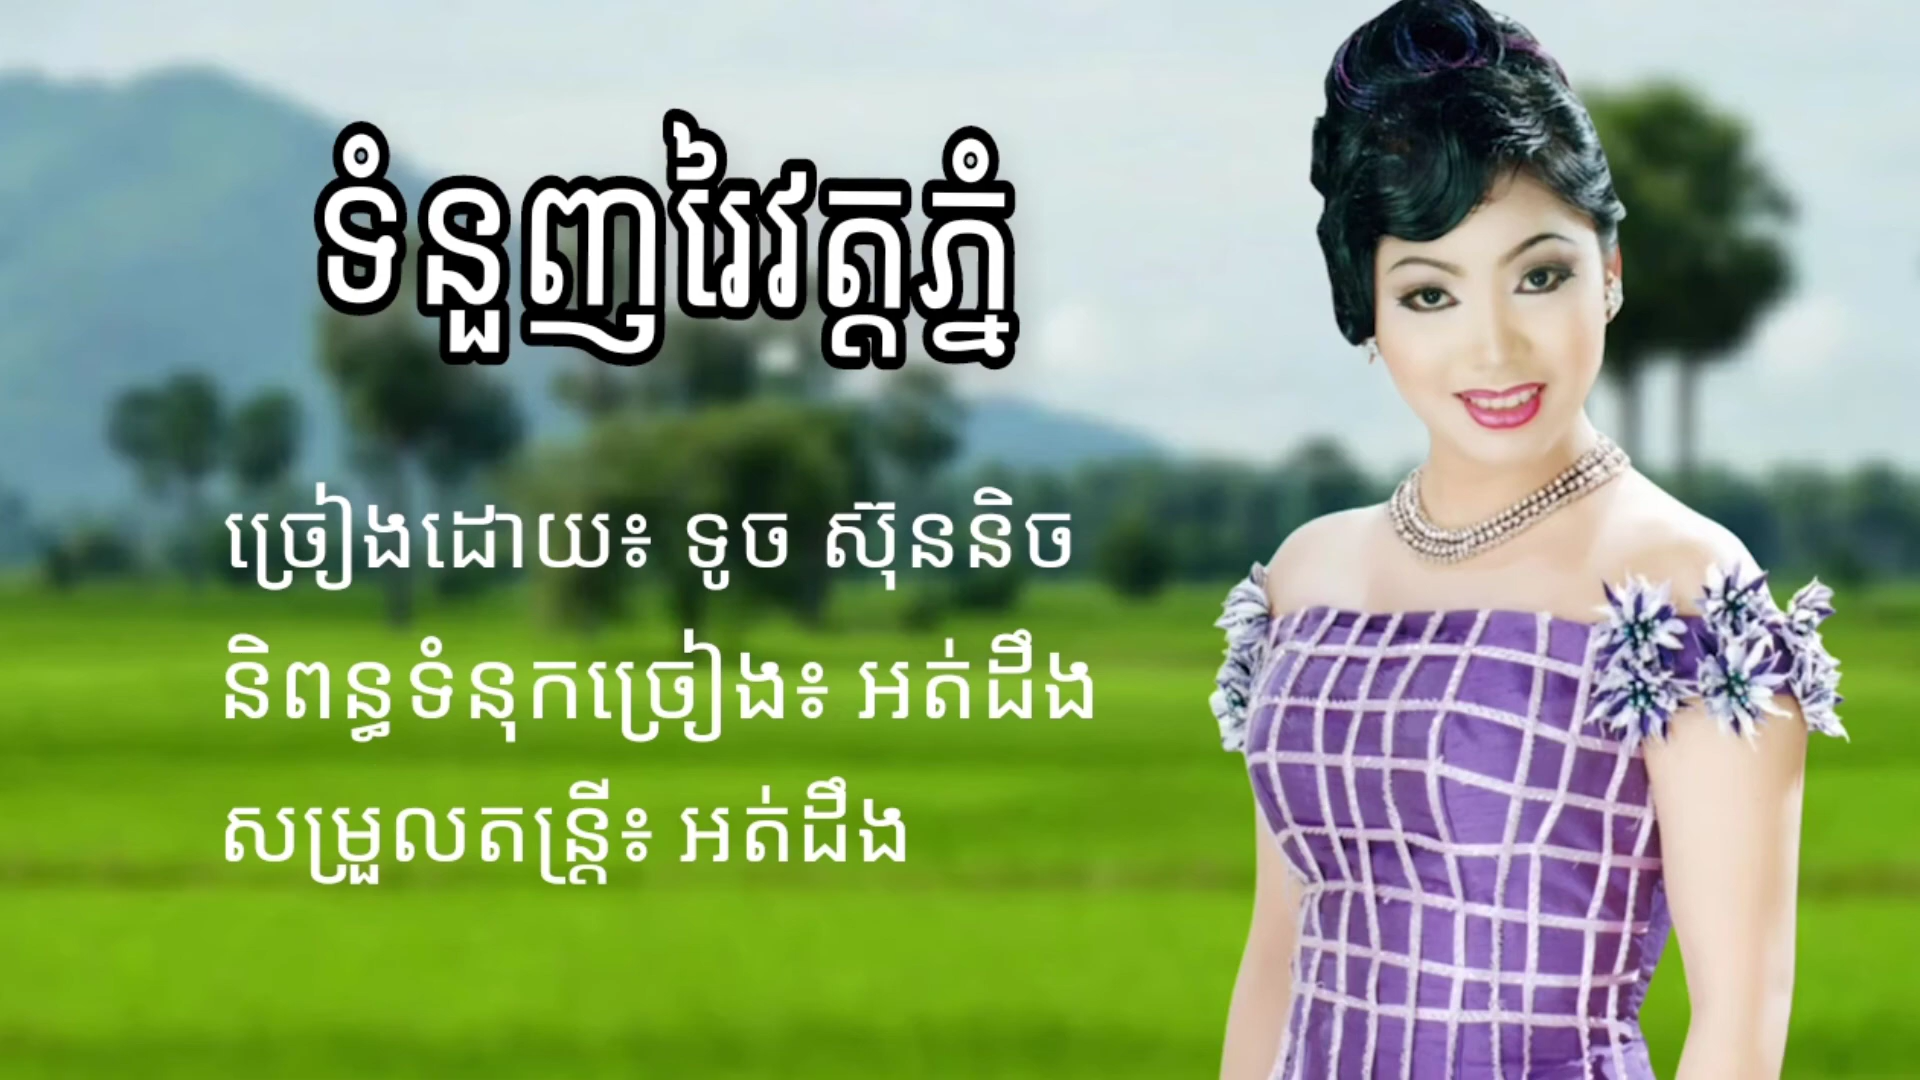 ទំនួញរៃវត្តភ្នំ
ច្រៀងដោយ៖ ទូច ស៊ុននិច
និពន្ធទំនុកច្រៀង៖ អត់ដឹង
សម្រួលតន្ត្រី៖ អត់ដឹង